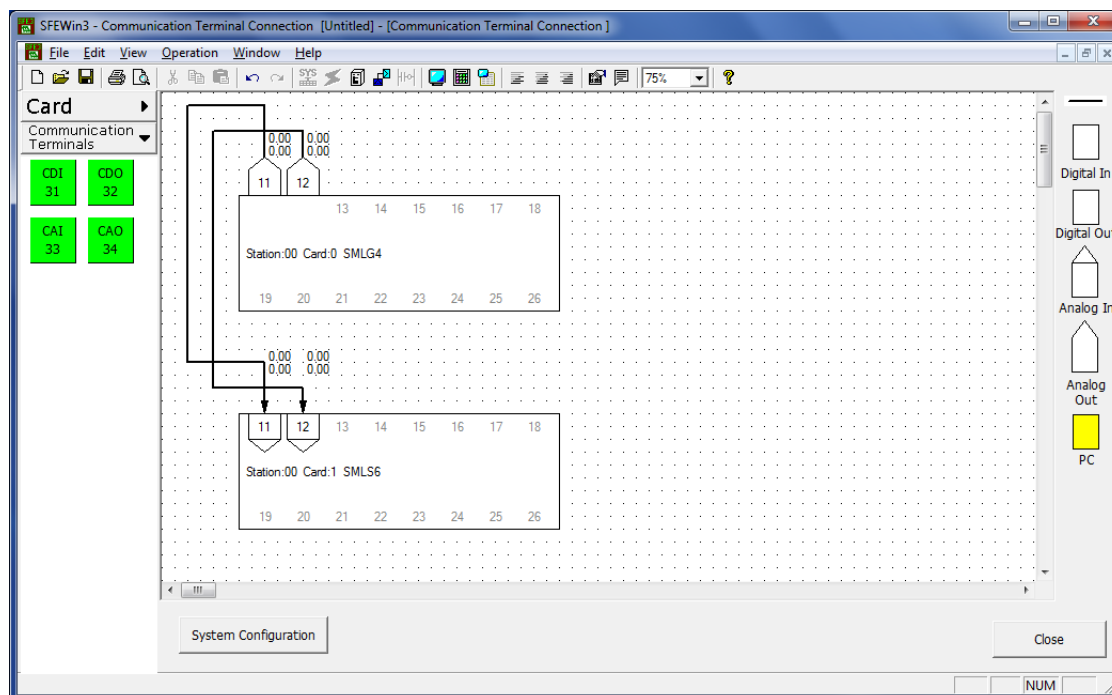 SFEWin3 - Communication Terminal Connection [Untitled] - [Communication Terminal Connection ]
File Edit View Operation Window Help
SYS
75%
Card
Communication
Terminals
CDI
31
CDO
32
CAI
33
CAO
34
0.00 0.00
0.00 0.00
11 12
13 14 15 16 17 18
Station:00 Card:0 SMLG4
19 20 21 22 23 24 25 26
0.00 0.00
0.00 0.00
11 12 13 14 15 16 17 18
Station:00 Card:1 SMLS6
19 20 21 22 23 24 25 26
Digital In
Digital Out
Analog In
Analog
Out
PC
System Configuration
Close
NUM